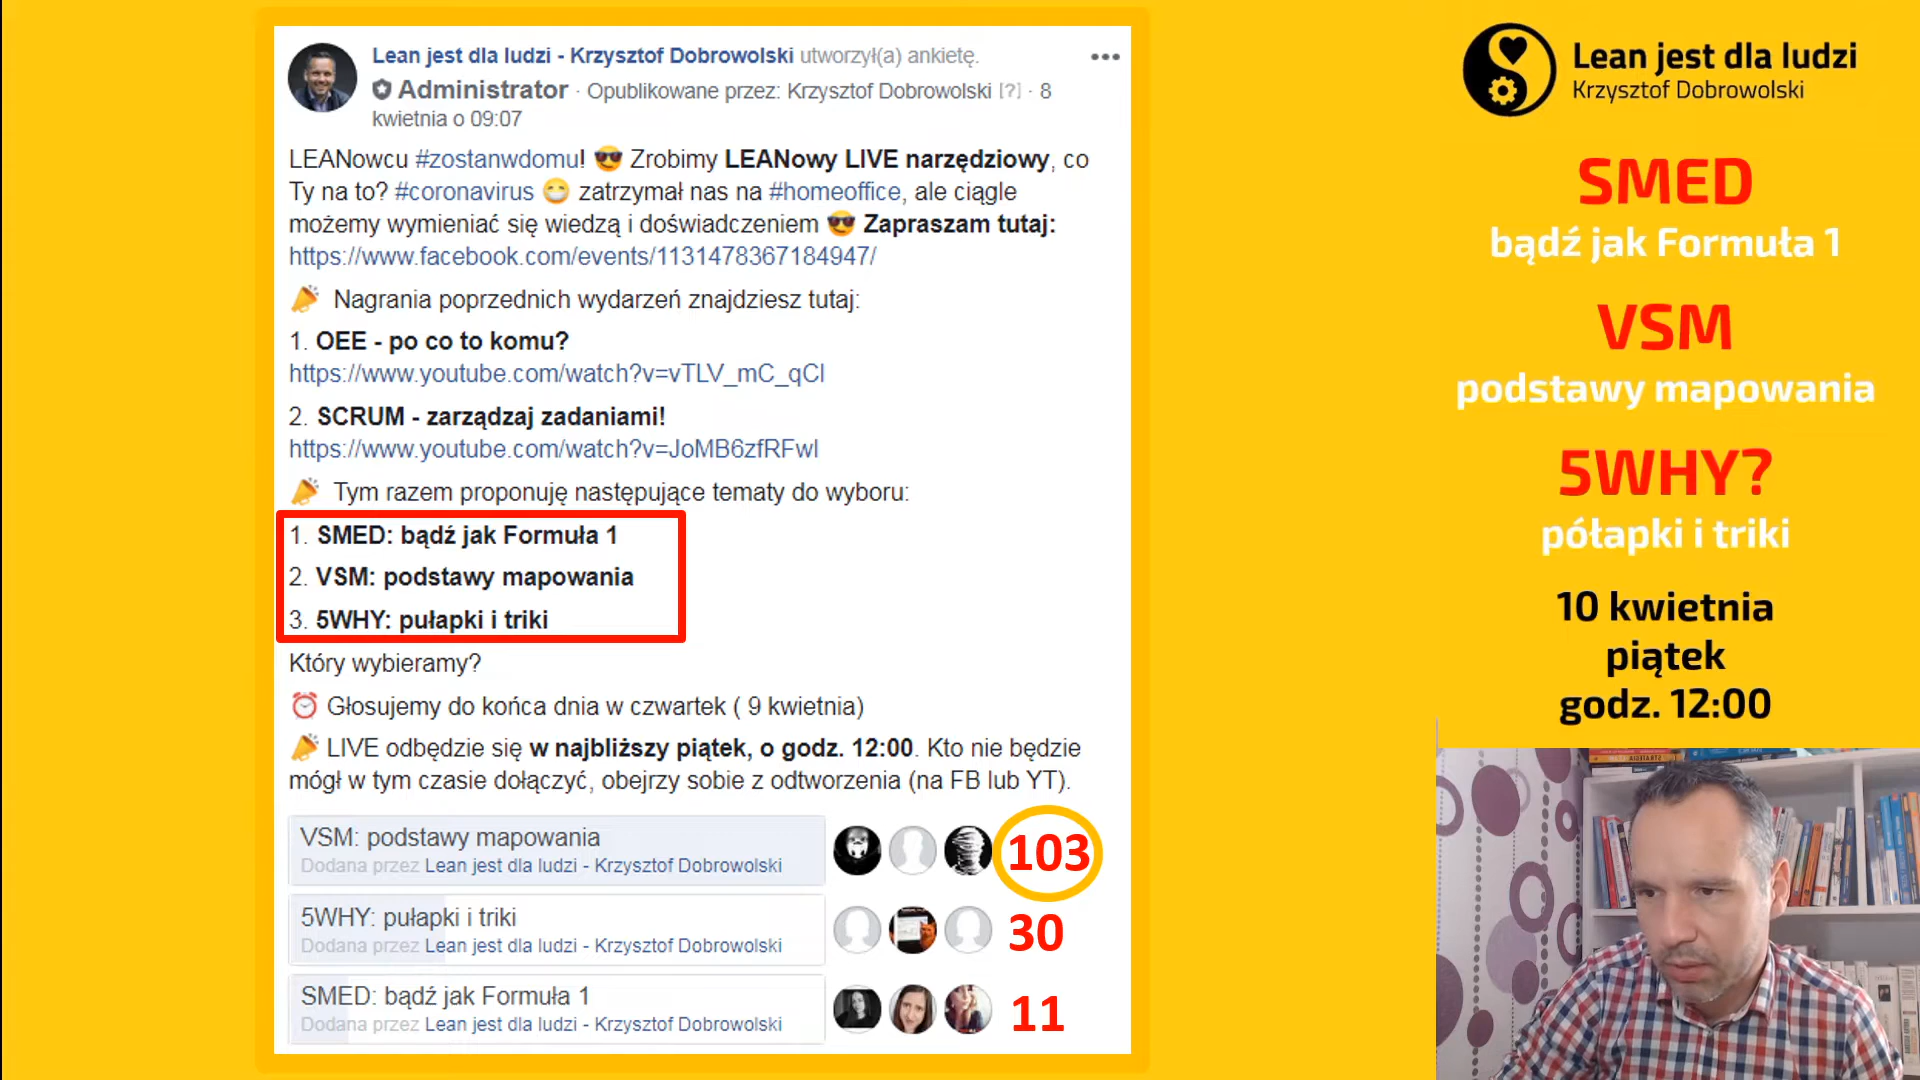 Lean jest dla ludzi - Krzysztof Dobrowolski utworzył(a) ankietę.
Administrator · Opublikowane przez: Krzysztof Dobrowolski [?] · 8
kwietnia o 09:07
LEANowcu #zostanwdomu! 😎 Zrobimy LEANowy LIVE narzędziowy, co
Ty na to? #coronavirus 😷 zatrzymał nas na #homeoffice, ale ciągle
możemy wymieniać się wiedzą i doświadczeniem 😎 Zapraszam tutaj:
https://www.facebook.com/events/1131478367184947/
Nagrania poprzednich wydarzeń znajdziesz tutaj:
1. OEE - po co to komu?
https://www.youtube.com/watch?v=vTLV_mC_qCI
2. SCRUM - zarządzaj zadaniami!
https://www.youtube.com/watch?v=JoMB6zfRFwI
Tym razem proponuję następujące tematy do wyboru:
1. SMED: bądź jak Formuła 1
2. VSM: podstawy mapowania
3. 5WHY: pułapki i triki
Który wybieramy?
⏰ Głosujemy do końca dnia w czwartek ( 9 kwietnia)
LIVE odbędzie się w najbliższy piątek, o godz. 12:00. Kto nie będzie
mógł w tym czasie dołączyć, obejrzy sobie z odtworzenia (na FB lub YT).
VSM: podstawy mapowania
Dodana przez Lean jest dla ludzi - Krzysztof Dobrowolski
103
5WHY: pułapki i triki
Dodana przez Lean jest dla ludzi - Krzysztof Dobrowolski
30
SMED: bądź jak Formuła 1
Dodana przez Lean jest dla ludzi - Krzysztof Dobrowolski
11
Lean jest dla ludzi
Krzysztof Dobrowolski
SMED
bądź jak Formuła 1
VSM
podstawy mapowania
5WHY?
półapki i triki
10 kwietnia
piątek
godz. 12:00